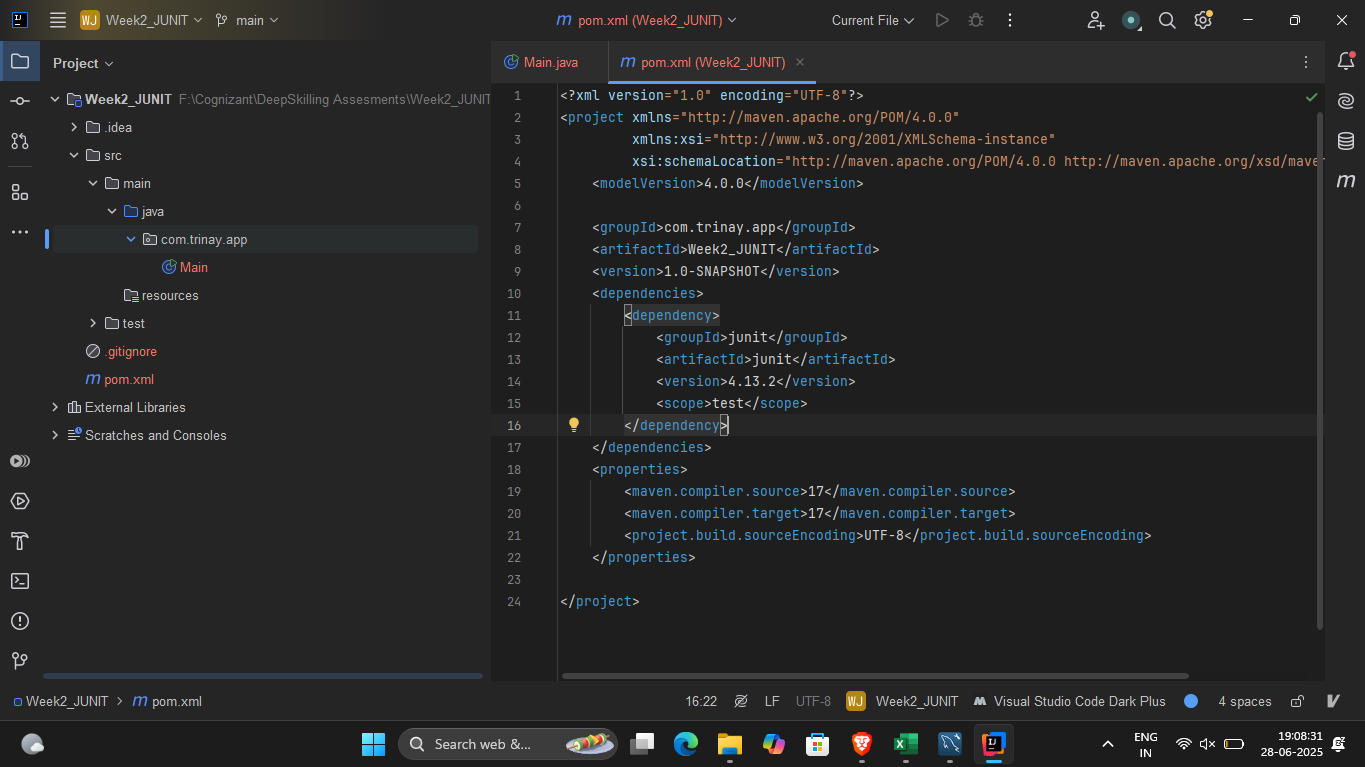 WJ Week2_JUNIT main
pom.xml (Week2_JUNIT)
Current File
Project
Week2_JUNIT F:\Cognizant\DeepSkilling Assesments\Week2_JUNIT
.idea
src
main
java
com.trinay.app
Main
resources
test
.gitignore
pom.xml
External Libraries
Scratches and Consoles
Main.java
pom.xml (Week2_JUNIT)
1 <?xml version="1.0" encoding="UTF-8"?>
2 <project xmlns="http://maven.apache.org/POM/4.0.0"
3 xmlns:xsi="http://www.w3.org/2001/XMLSchema-instance"
4 xsi:schemaLocation="http://maven.apache.org/POM/4.0.0 http://maven.apache.org/xsd/maven
5 <modelVersion>4.0.0</modelVersion>
6
7 <groupId>com.trinay.app</groupId>
8 <artifactId>Week2_JUNIT</artifactId>
9 <version>1.0-SNAPSHOT</version>
10 <dependencies>
11 <dependency>
12 <groupId>junit</groupId>
13 <artifactId>junit</artifactId>
14 <version>4.13.2</version>
15 <scope>test</scope>
16 </dependency>
17 </dependencies>
18 <properties>
19 <maven.compiler.source>17</maven.compiler.source>
20 <maven.compiler.target>17</maven.compiler.target>
21 <project.build.sourceEncoding>UTF-8</project.build.sourceEncoding>
22 </properties>
23
24 </project>
Week2_JUNIT > m pom.xml
16:22 LF UTF-8 WJ Week2_JUNIT Visual Studio Code Dark Plus 4 spaces
Search web &...
ENG
IN
19:08:31
28-06-2025